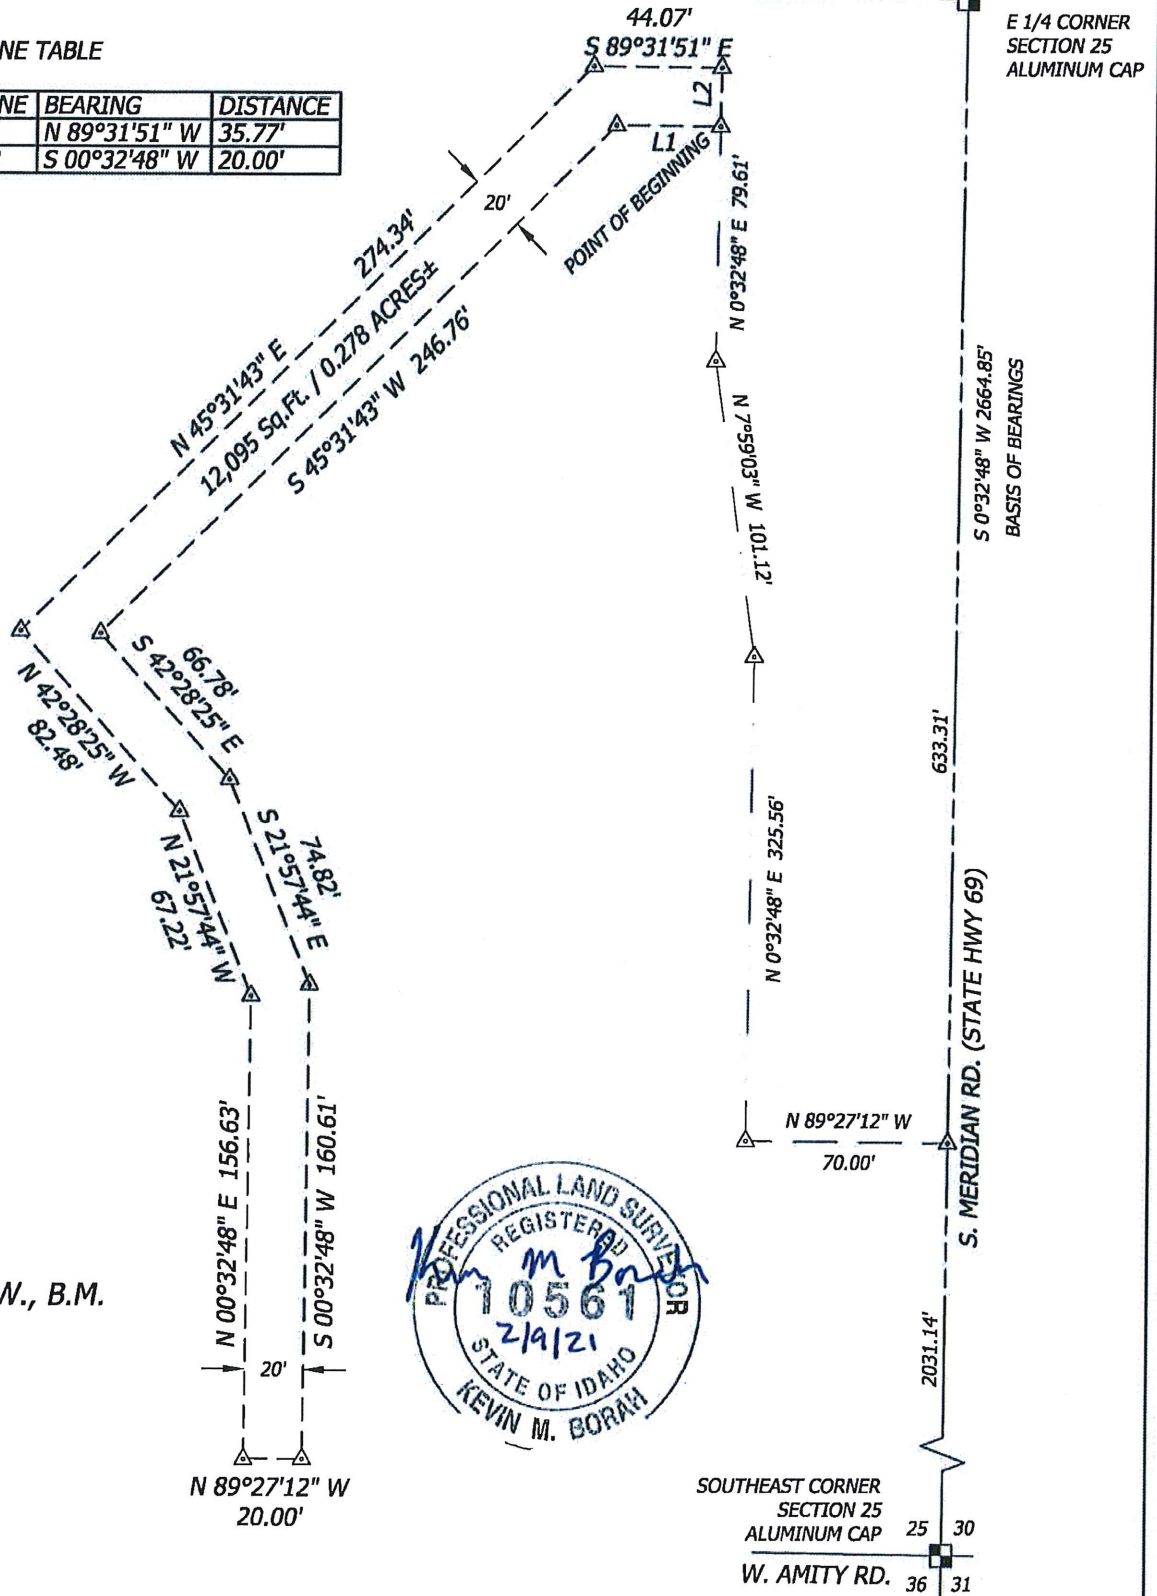 44.07'
S 89°31'51" E
E 1/4 CORNER
SECTION 25
ALUMINUM CAP
NE TABLE
NE BEARING DISTANCE
N 89°31'51" W 35.77'
S 00°32'48" W 20.00'
L2
L1
POINT OF BEGINNING
20'
N 0°32'48" E 79.61'
274.34'
N 45°31'43" E
12,095 Sq.Ft. / 0.278 ACRES±
S 45°31'43" W 246.76'
N 7°59'03" W 101.12'
S 0°32'48" W 2664.85'
BASIS OF BEARINGS
66.78'
S 42°28'25" E
N 42°28'25" W
82.48'
633.31'
74.82'
S 21°57'44" E
N 21°57'44" W
67.22'
N 0°32'48" E 325.56'
S. MERIDIAN RD. (STATE HWY 69)
N 89°27'12" W
70.00'
N 00°32'48" E 156.63'
S 00°32'48" W 160.61'
W., B.M.
PROFESSIONAL LAND SURVEYOR
REGISTERED
Kevin M. Borah
10561
2/9/21
STATE OF IDAHO
KEVIN M. BORAH
20'
2031.14'
N 89°27'12" W
20.00'
SOUTHEAST CORNER
SECTION 25
ALUMINUM CAP
25 30
W. AMITY RD.
36 31